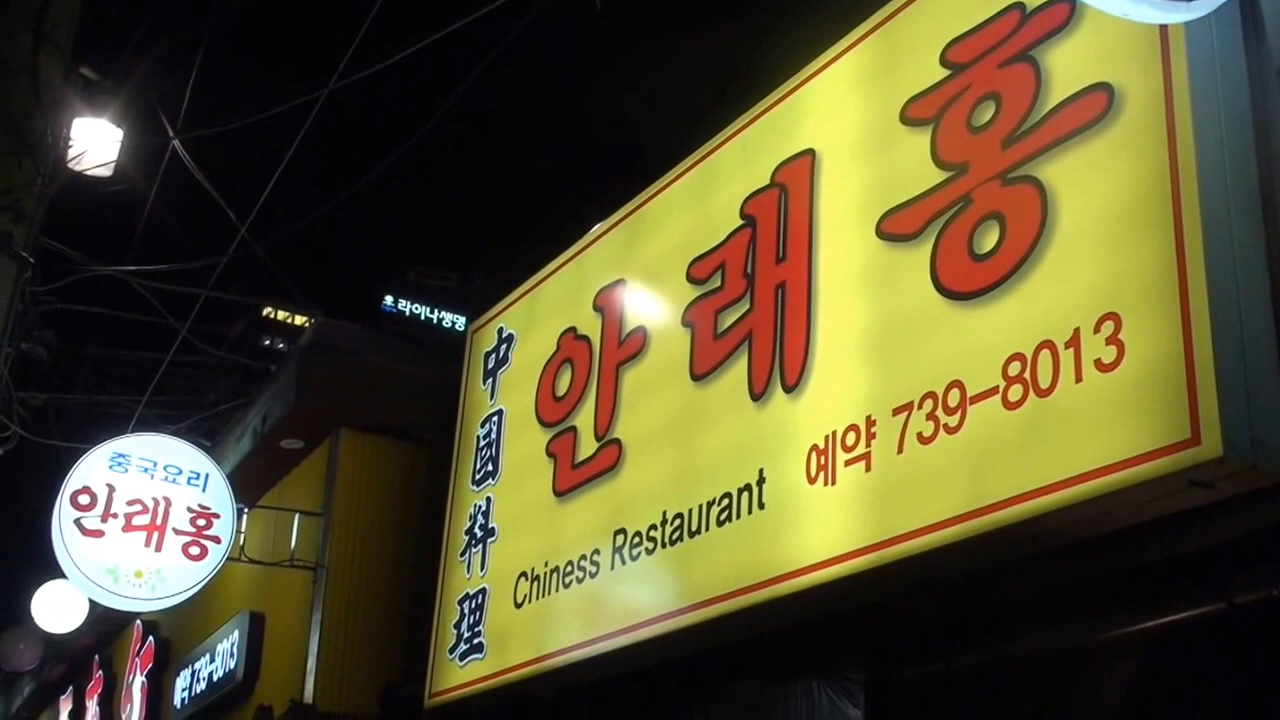 안래홍
中國料理
Chiness Restaurant
예약 739-8013
라이나생명
중국요리
안래홍
예약 739-8013